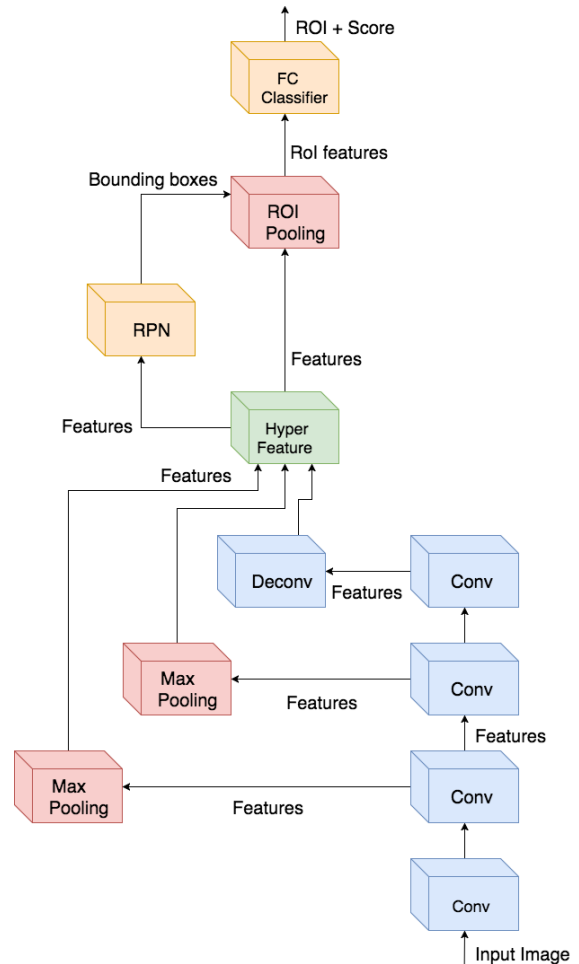 ROI + Score
FC
Classifier
RoI features
Bounding boxes
ROI
Pooling
RPN
Features
Features
Hyper
Feature
Features
Deconv
Features
Conv
Max
Pooling
Features
Conv
Features
Max
Pooling
Features
Conv
Conv
Input Image